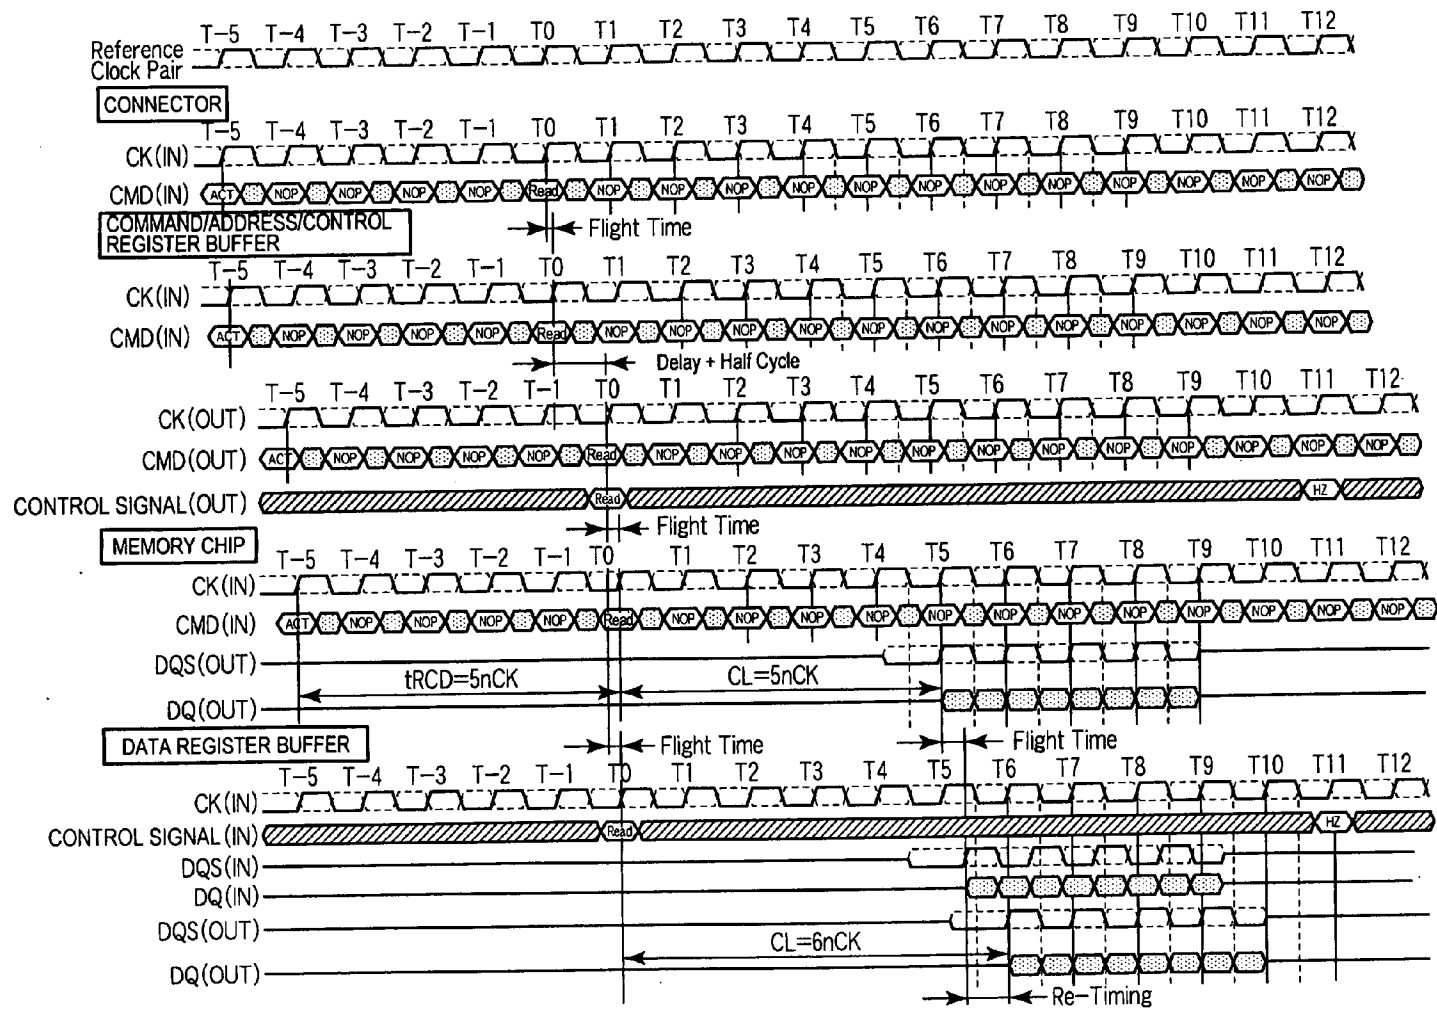 T-5 T-4 T-3 T-2 T-1 T0 T1 T2 T3 T4 T5 T6 T7 T8 T9 T10 T11 T12
Reference
Clock Pair
CONNECTOR
T-5 T-4 T-3 T-2 T-1 T0 T1 T2 T3 T4 T5 T6 T7 T8 T9 T10 T11 T12
CK(IN)
CMD(IN) ACT NOP NOP NOP NOP Read NOP NOP NOP NOP NOP NOP NOP NOP NOP NOP NOP NOP
COMMAND/ADDRESS/CONTROL
REGISTER BUFFER
Flight Time
T-5 T-4 T-3 T-2 T-1 T0 T1 T2 T3 T4 T5 T6 T7 T8 T9 T10 T11 T12
CK(IN)
CMD(IN) ACT NOP NOP NOP NOP Read NOP NOP NOP NOP NOP NOP NOP NOP NOP NOP NOP NOP
Delay + Half Cycle
T-5 T-4 T-3 T-2 T-1 T0 T1 T2 T3 T4 T5 T6 T7 T8 T9 T10 T11 T12
CK(OUT)
CMD(OUT) ACT NOP NOP NOP NOP Read NOP NOP NOP NOP NOP NOP NOP NOP NOP NOP NOP NOP
CONTROL SIGNAL(OUT) Read HZ
Flight Time
MEMORY CHIP
T-5 T-4 T-3 T-2 T-1 T0 T1 T2 T3 T4 T5 T6 T7 T8 T9 T10 T11 T12
CK(IN)
CMD(IN) ACT NOP NOP NOP NOP Read NOP NOP NOP NOP NOP NOP NOP NOP NOP NOP NOP NOP
DQS(OUT)
tRCD=5nCK CL=5nCK
DQ(OUT)
DATA REGISTER BUFFER
Flight Time Flight Time
T-5 T-4 T-3 T-2 T-1 T0 T1 T2 T3 T4 T5 T6 T7 T8 T9 T10 T11 T12
CK(IN)
CONTROL SIGNAL(IN) Read HZ
DQS(IN)
DQ(IN)
DQS(OUT)
CL=6nCK
DQ(OUT)
Re-Timing